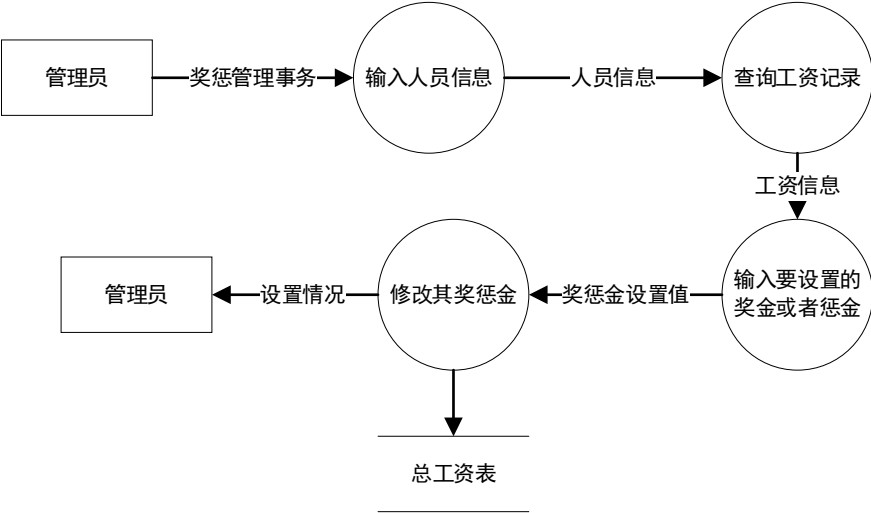 管理员
奖惩管理事务
输入人员信息
人员信息
查询工资记录
工资信息
管理员
设置情况
修改其奖惩金
奖惩金设置值
输入要设置的
奖金或者惩金
总工资表